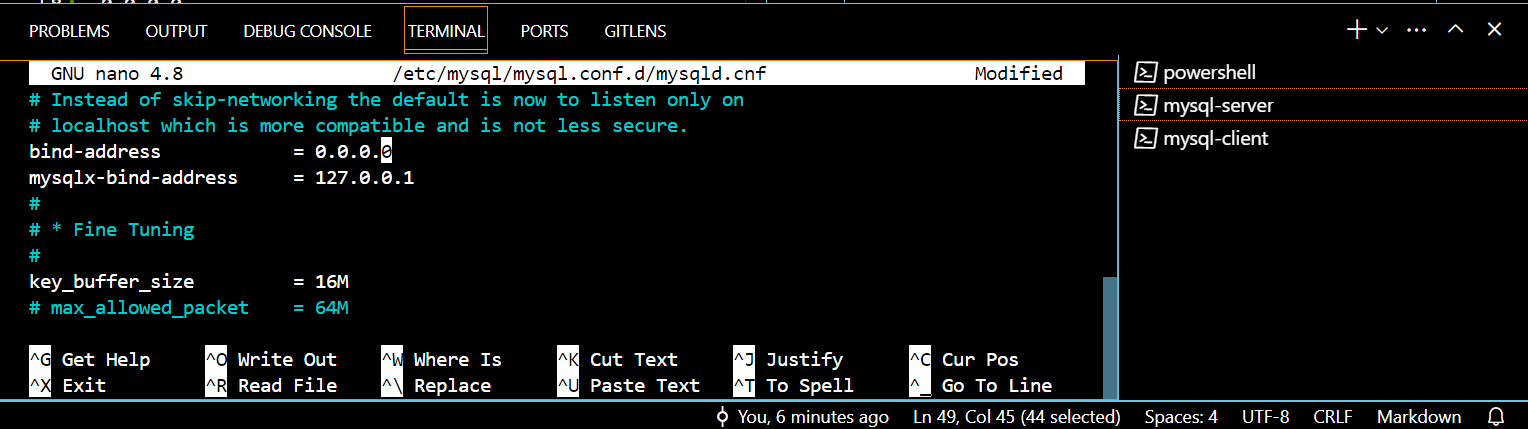 PROBLEMS OUTPUT DEBUG CONSOLE TERMINAL PORTS GITLENS
GNU nano 4.8 /etc/mysql/mysql.conf.d/mysqld.cnf Modified
# Instead of skip-networking the default is now to listen only on
# localhost which is more compatible and is not less secure.
bind-address = 0.0.0.0
mysqlx-bind-address = 127.0.0.1
#
# * Fine Tuning
#
key_buffer_size = 16M
# max_allowed_packet = 64M
^G Get Help ^O Write Out ^W Where Is ^K Cut Text ^J Justify ^C Cur Pos
^X Exit ^R Read File ^\ Replace ^U Paste Text ^T To Spell ^_ Go To Line
powershell
mysql-server
mysql-client
You, 6 minutes ago Ln 49, Col 45 (44 selected) Spaces: 4 UTF-8 CRLF Markdown